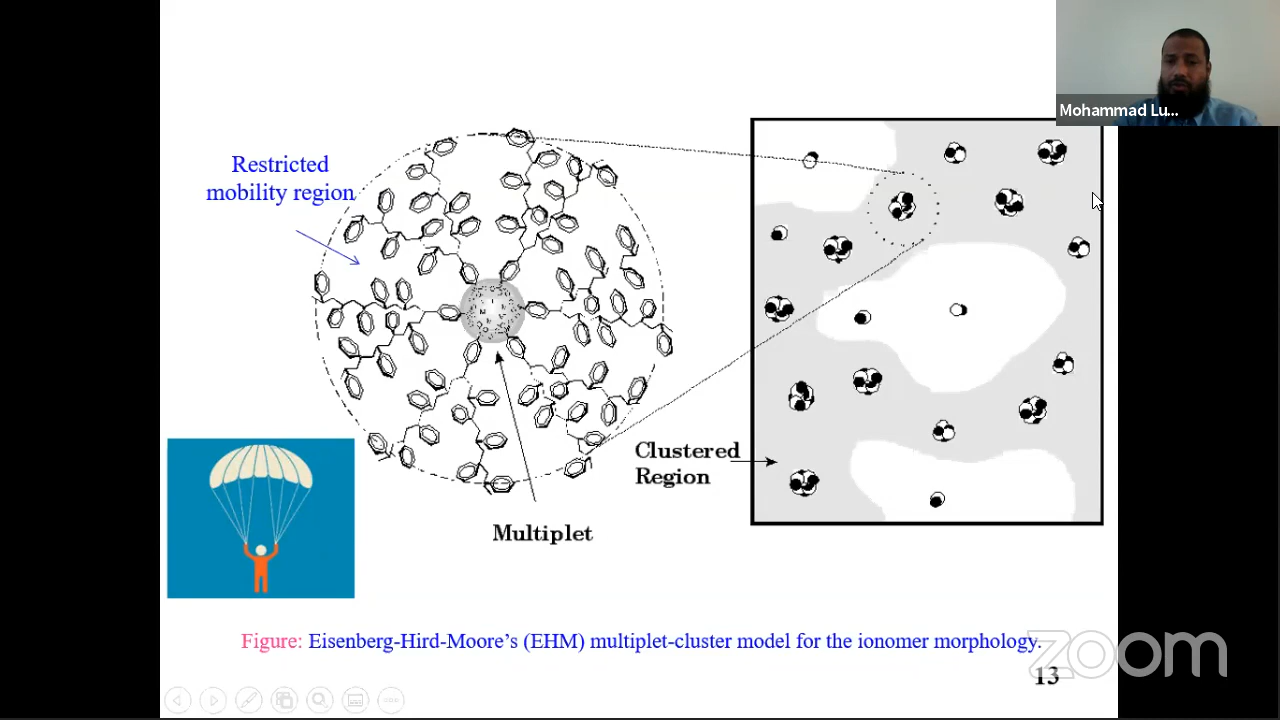 Mohammad Lu...
Restricted
mobility region
Clustered
Region
Multiplet
Figure: Eisenberg-Hird-Moore's (EHM) multiplet-cluster model for the ionomer morphology.
zoom
13